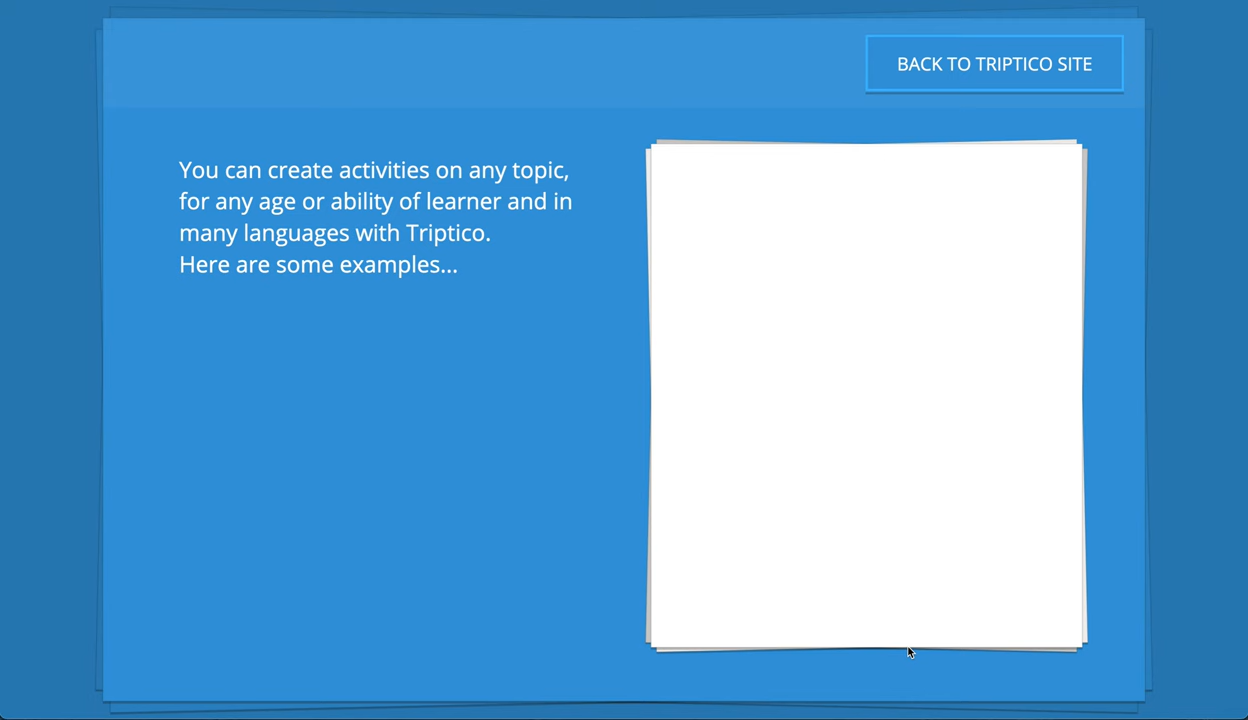 BACK TO TRIPTICO SITE
You can create activities on any topic,
for any age or ability of learner and in
many languages with Triptico.
Here are some examples...